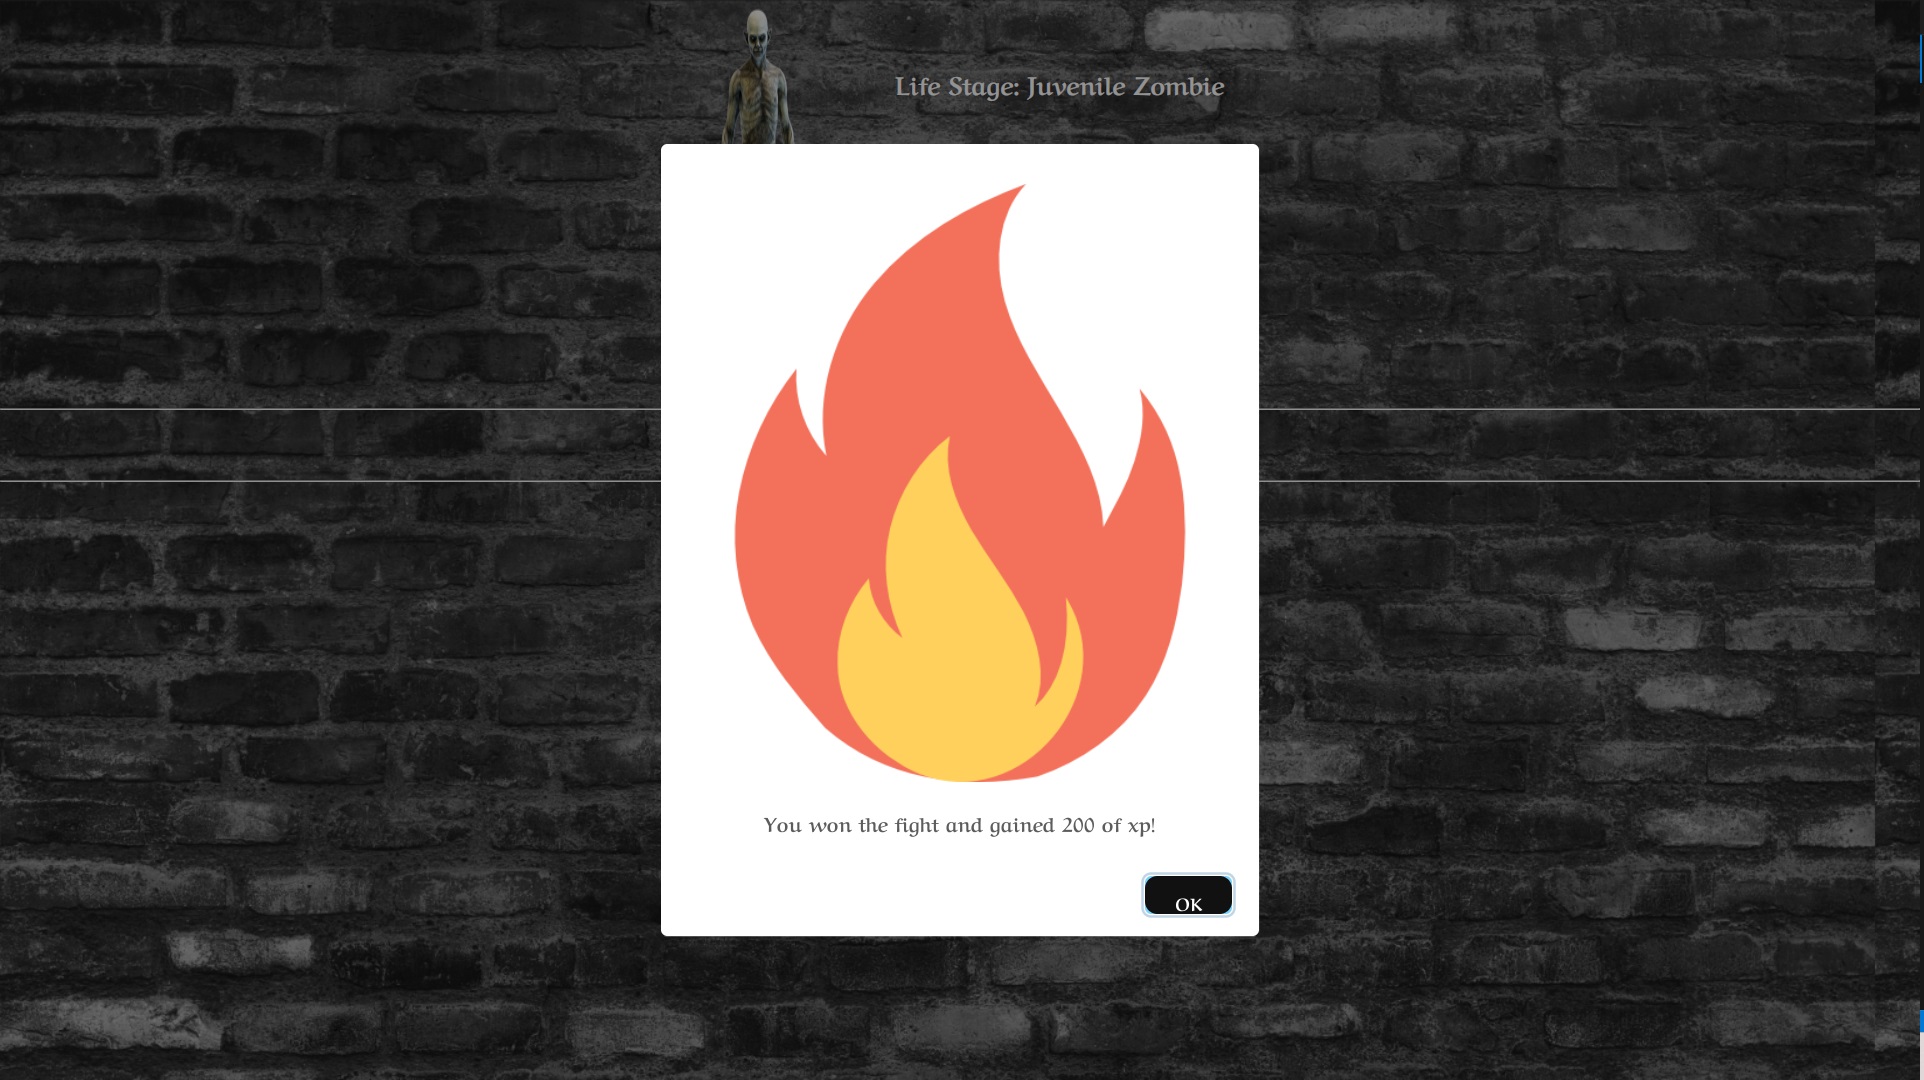 Life Stage: Juvenile Zombie
You won the fight and gained 200 of xp!
OK